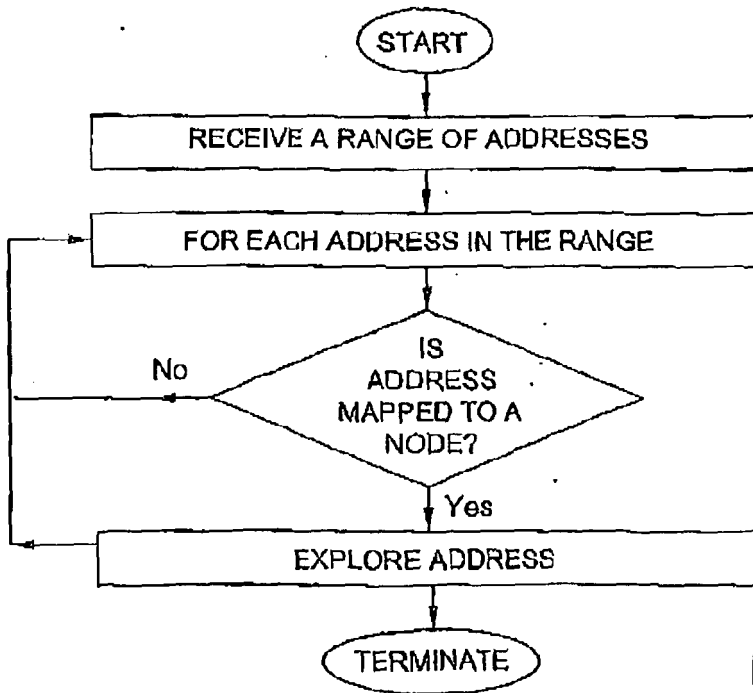 START
RECEIVE A RANGE OF ADDRESSES
FOR EACH ADDRESS IN THE RANGE
IS
ADDRESS
MAPPED TO A
NODE?
No
Yes
EXPLORE ADDRESS
TERMINATE